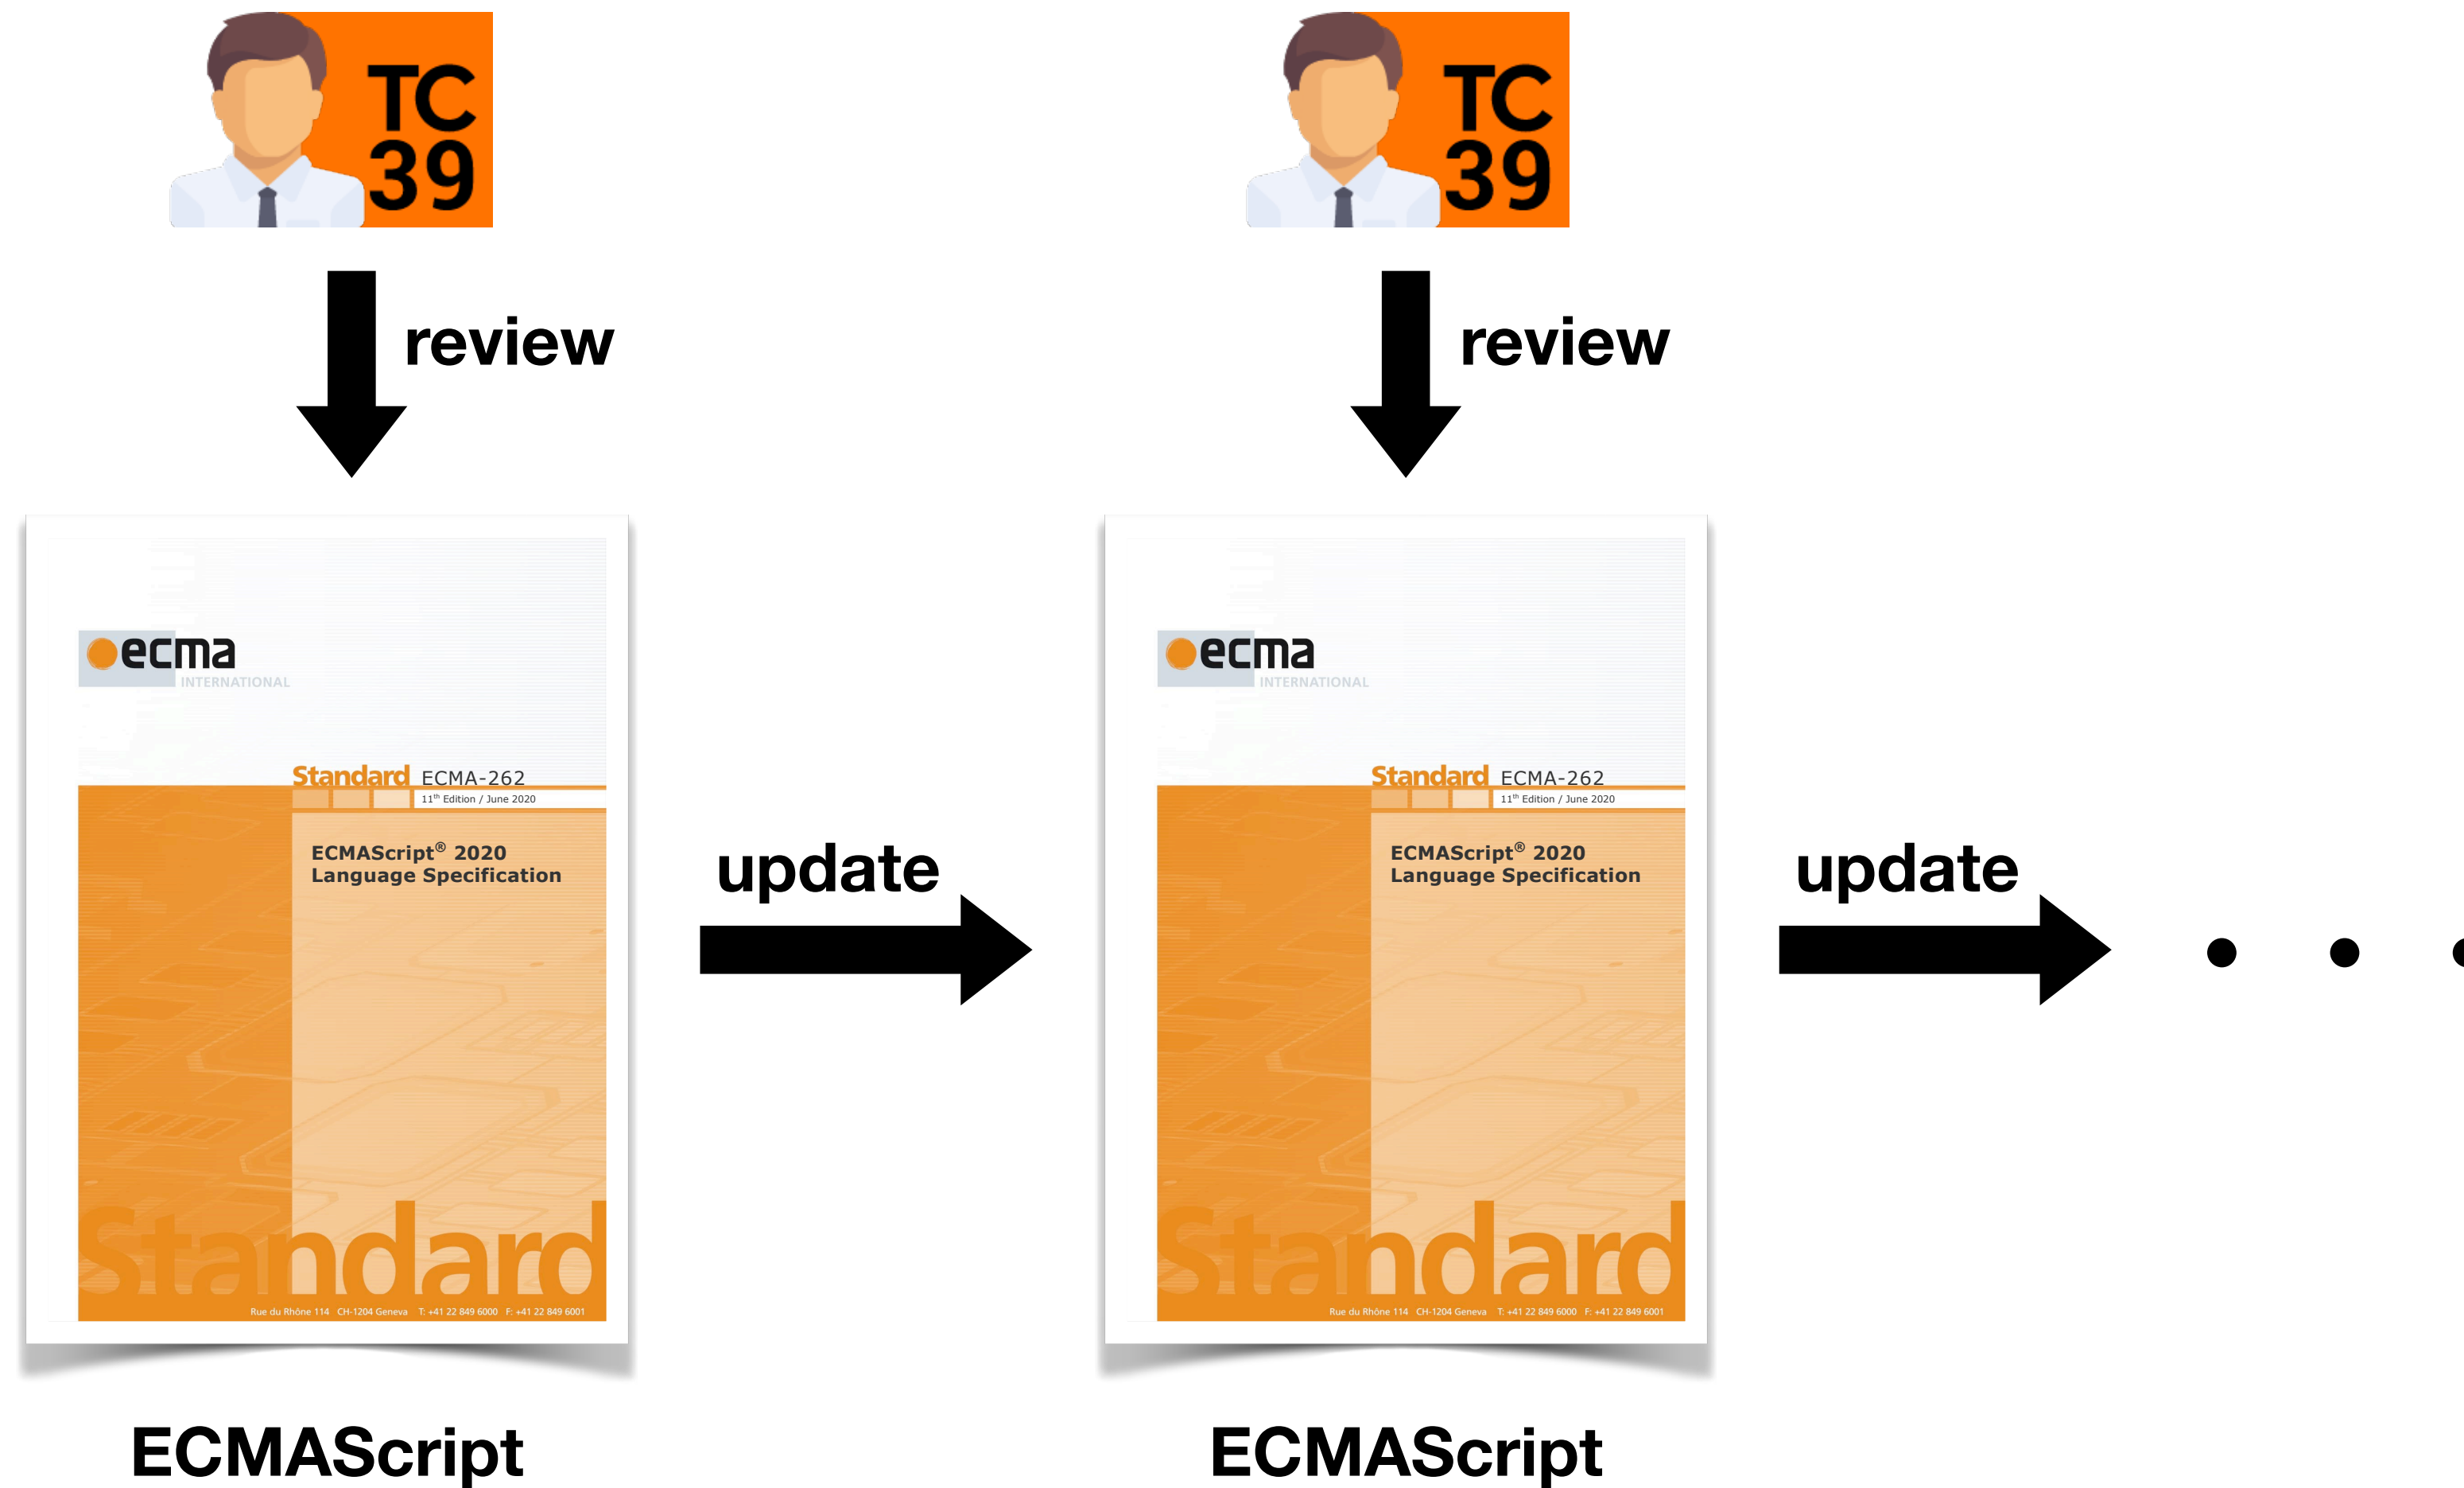 TC
39
review
ecma
INTERNATIONAL
Standard ECMA-262
11th Edition / June 2020
ECMAScript® 2020
Language Specification
Standard
Rue du Rhône 114 CH-1204 Geneva T: +41 22 849 6000 F: +41 22 849 6001
ECMAScript
update
TC
39
review
ecma
INTERNATIONAL
Standard ECMA-262
11th Edition / June 2020
ECMAScript® 2020
Language Specification
Standard
Rue du Rhône 114 CH-1204 Geneva T: +41 22 849 6000 F: +41 22 849 6001
ECMAScript
update